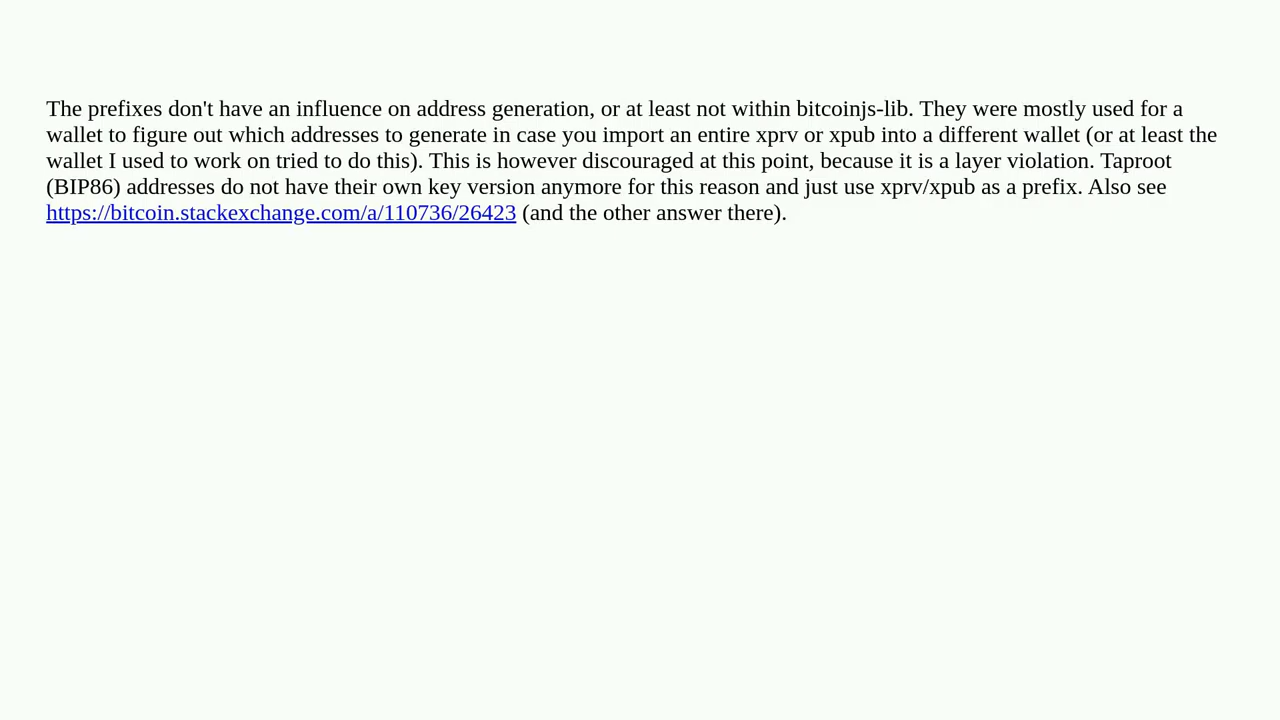 The prefixes don't have an influence on address generation, or at least not within bitcoinjs-lib. They were mostly used for a
wallet to figure out which addresses to generate in case you import an entire xprv or xpub into a different wallet (or at least the
wallet I used to work on tried to do this). This is however discouraged at this point, because it is a layer violation. Taproot
(BIP86) addresses do not have their own key version anymore for this reason and just use xprv/xpub as a prefix. Also see
https://bitcoin.stackexchange.com/a/110736/26423 (and the other answer there).